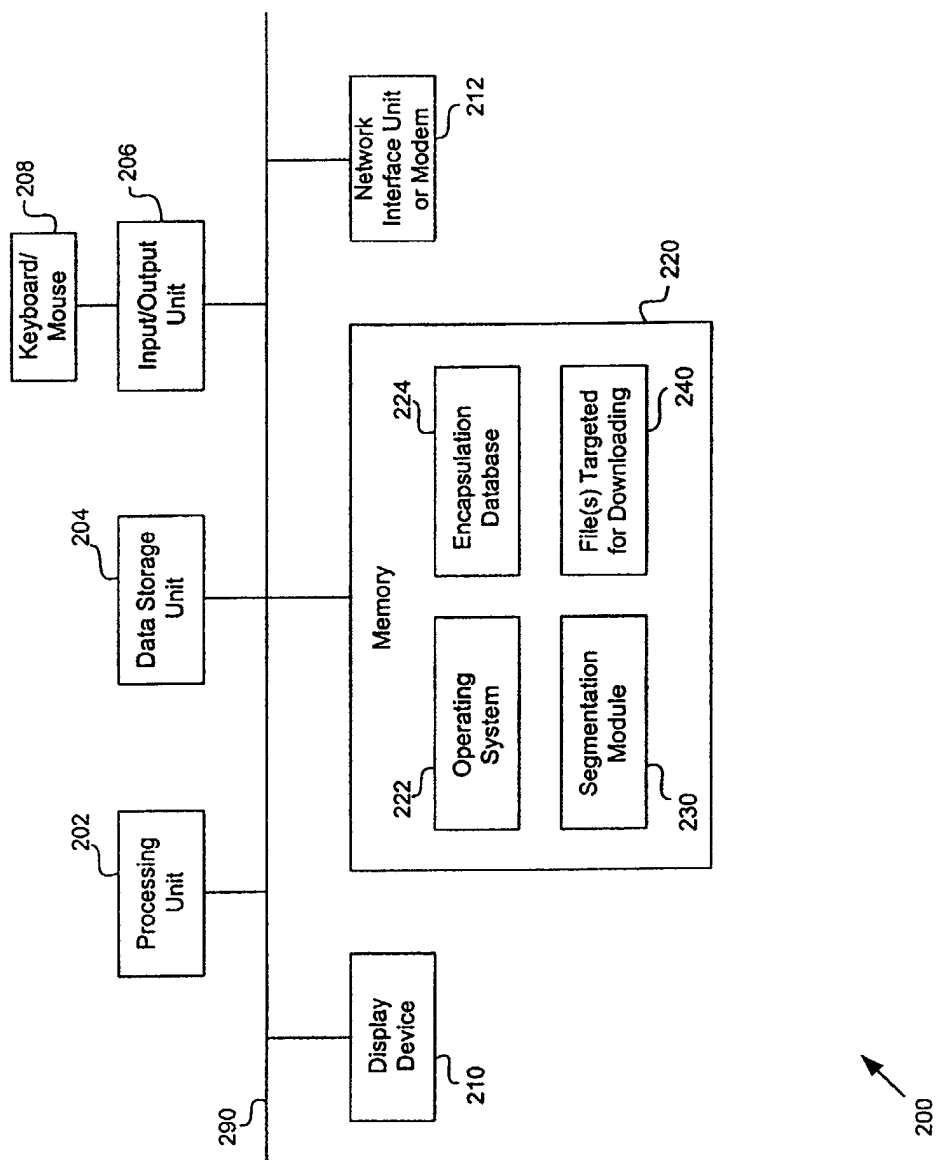 208
Keyboard/
Mouse
202
Processing
Unit
204
Data Storage
Unit
206
Input/Output
Unit
290
Display
Device
210
Memory
220
222
Operating
System
224
Encapsulation
Database
Segmentation
Module
230
File(s) Targeted
for Downloading
240
Network
Interface Unit
or Modem
212
200